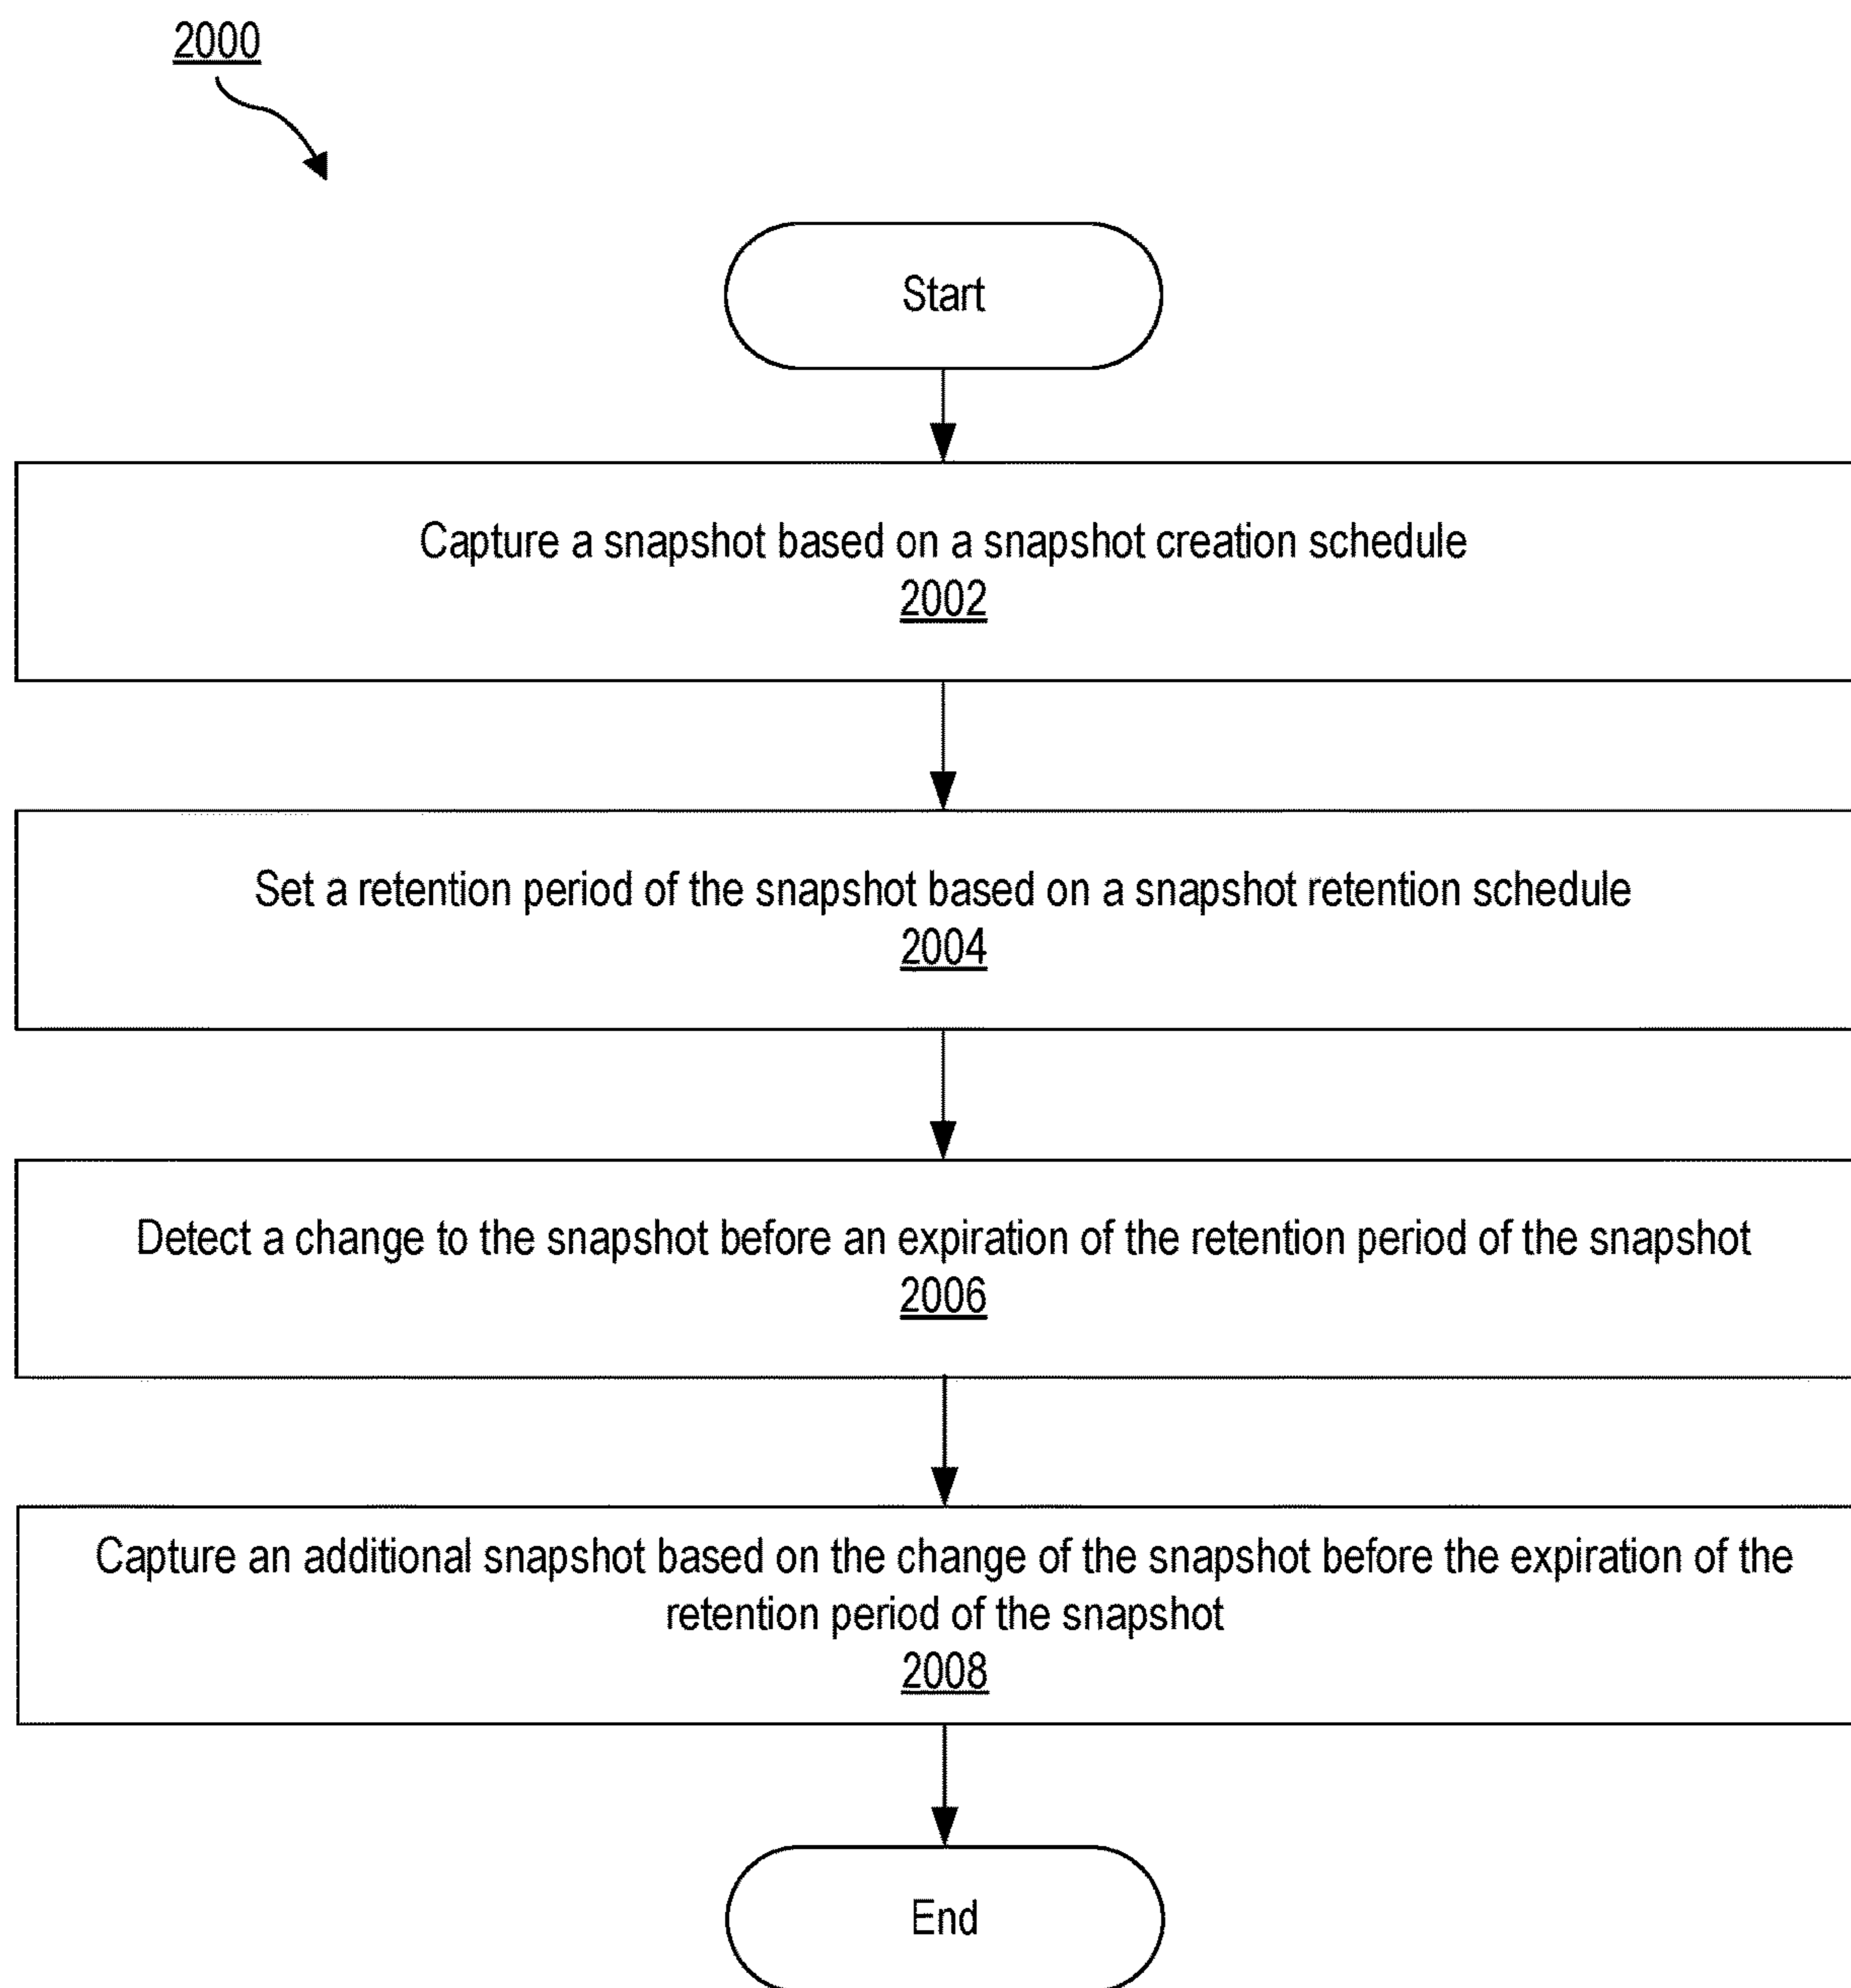 2000
Start
Capture a snapshot based on a snapshot creation schedule
2002
Set a retention period of the snapshot based on a snapshot retention schedule
2004
Detect a change to the snapshot before an expiration of the retention period of the snapshot
2006
Capture an additional snapshot based on the change of the snapshot before the expiration of the
retention period of the snapshot
2008
End